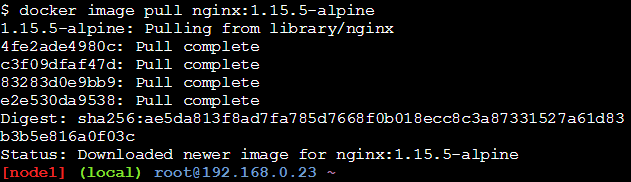 $ docker image pull nginx:1.15.5-alpine
1.15.5-alpine: Pulling from library/nginx
4fe2ade4980c: Pull complete
c3f09dfaf47d: Pull complete
83283d0e9bb9: Pull complete
e2e530da9538: Pull complete
Digest: sha256:ae5da813f8ad7fa785d7668f0b018ecc8c3a87331527a61d83
b3b5e816a0f03c
Status: Downloaded newer image for nginx:1.15.5-alpine
[node1] (local) root@192.168.0.23 ~